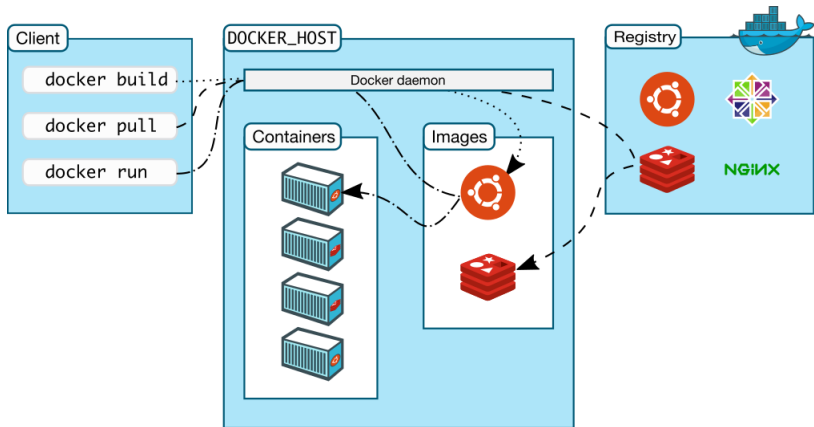 Client
docker build
docker pull
docker run
DOCKER_HOST
Docker daemon
Containers
Images
Registry
NGINX